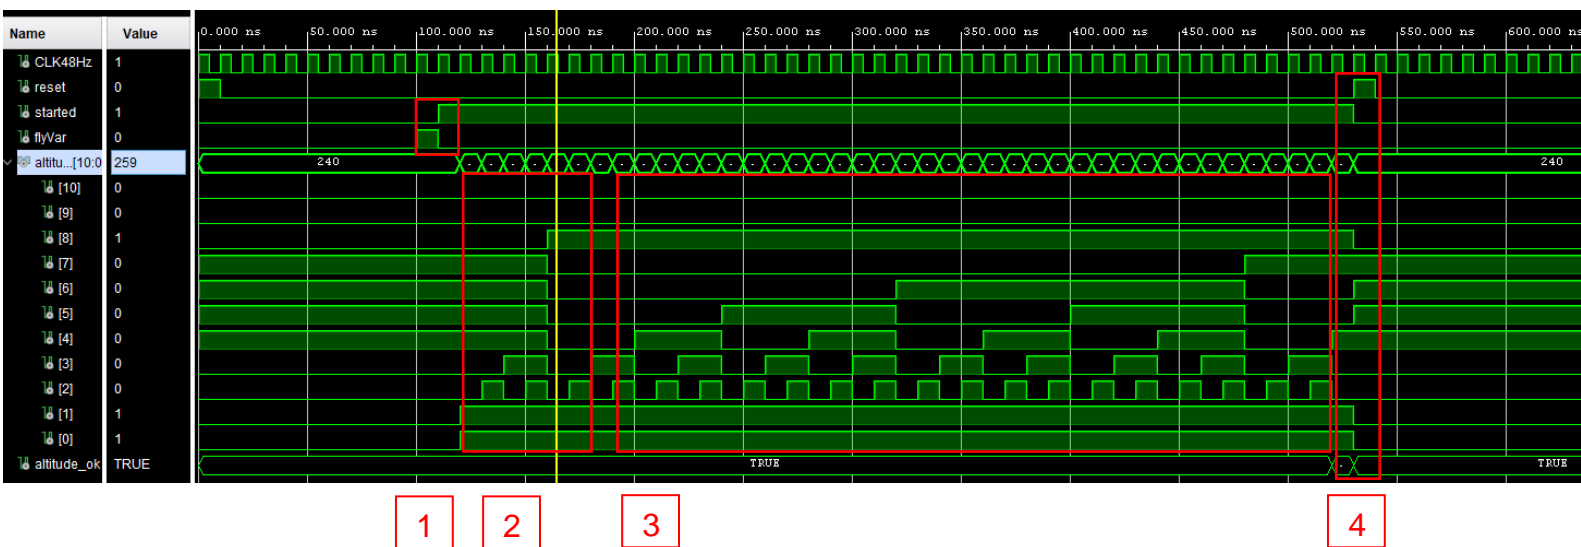 Name Value 0.000 ns 50.000 ns 100.000 ns 150.000 ns 200.000 ns 250.000 ns 300.000 ns 350.000 ns 400.000 ns 450.000 ns 500.000 ns 550.000 ns 600.000 ns
CLK48Hz 1
reset 0
started 1
flyVar 0
altitu...[10:0 259 240 240
[10] 0
[9] 0
[8] 1
[7] 0
[6] 0
[5] 0
[4] 0
[3] 0
[2] 0
[1] 1
[0] 1
altitude_ok TRUE TRUE TRUE
1 2 3 4